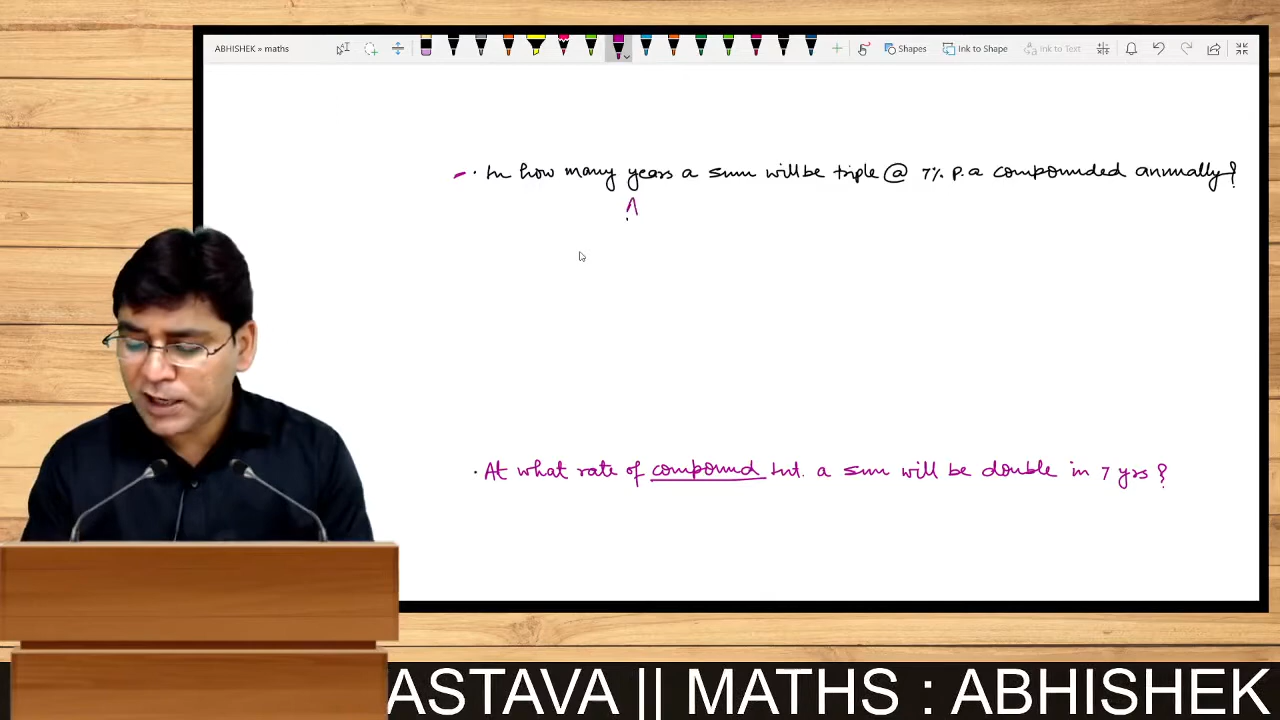 ABHISHEK » maths
Shapes
Ink to Shape
Ink to Text
· In how many years a sum will be triple @ 7% p.a compounded annually?
· At what rate of compound Int. a sum will be double in 7 yrs?
ASTAVA || MATHS : ABHISHEK